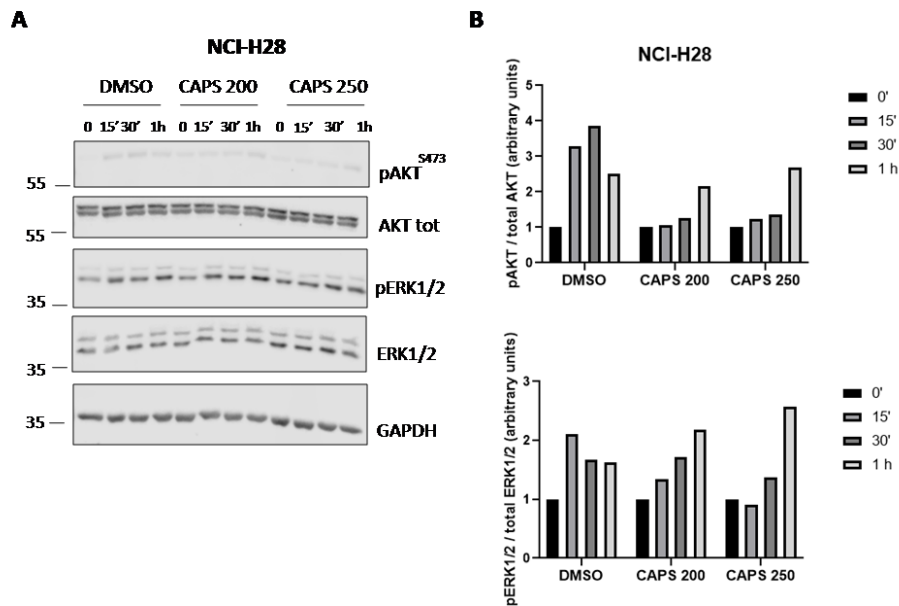 A
NCI-H28
DMSO CAPS 200 CAPS 250
0 15' 30' 1h 0 15' 30' 1h 0 15' 30' 1h
pAKT S473
55
AKT tot
55
pERK1/2
35
ERK1/2
35
GAPDH
35
B
NCI-H28
pAKT / total AKT (arbitrary units)
5
4
3
2
1
0
DMSO CAPS 200 CAPS 250
0'
15'
30'
1 h
pERK1/2 / total ERK1/2 (arbitrary units)
3
2
1
0
DMSO CAPS 200 CAPS 250
0'
15'
30'
1 h